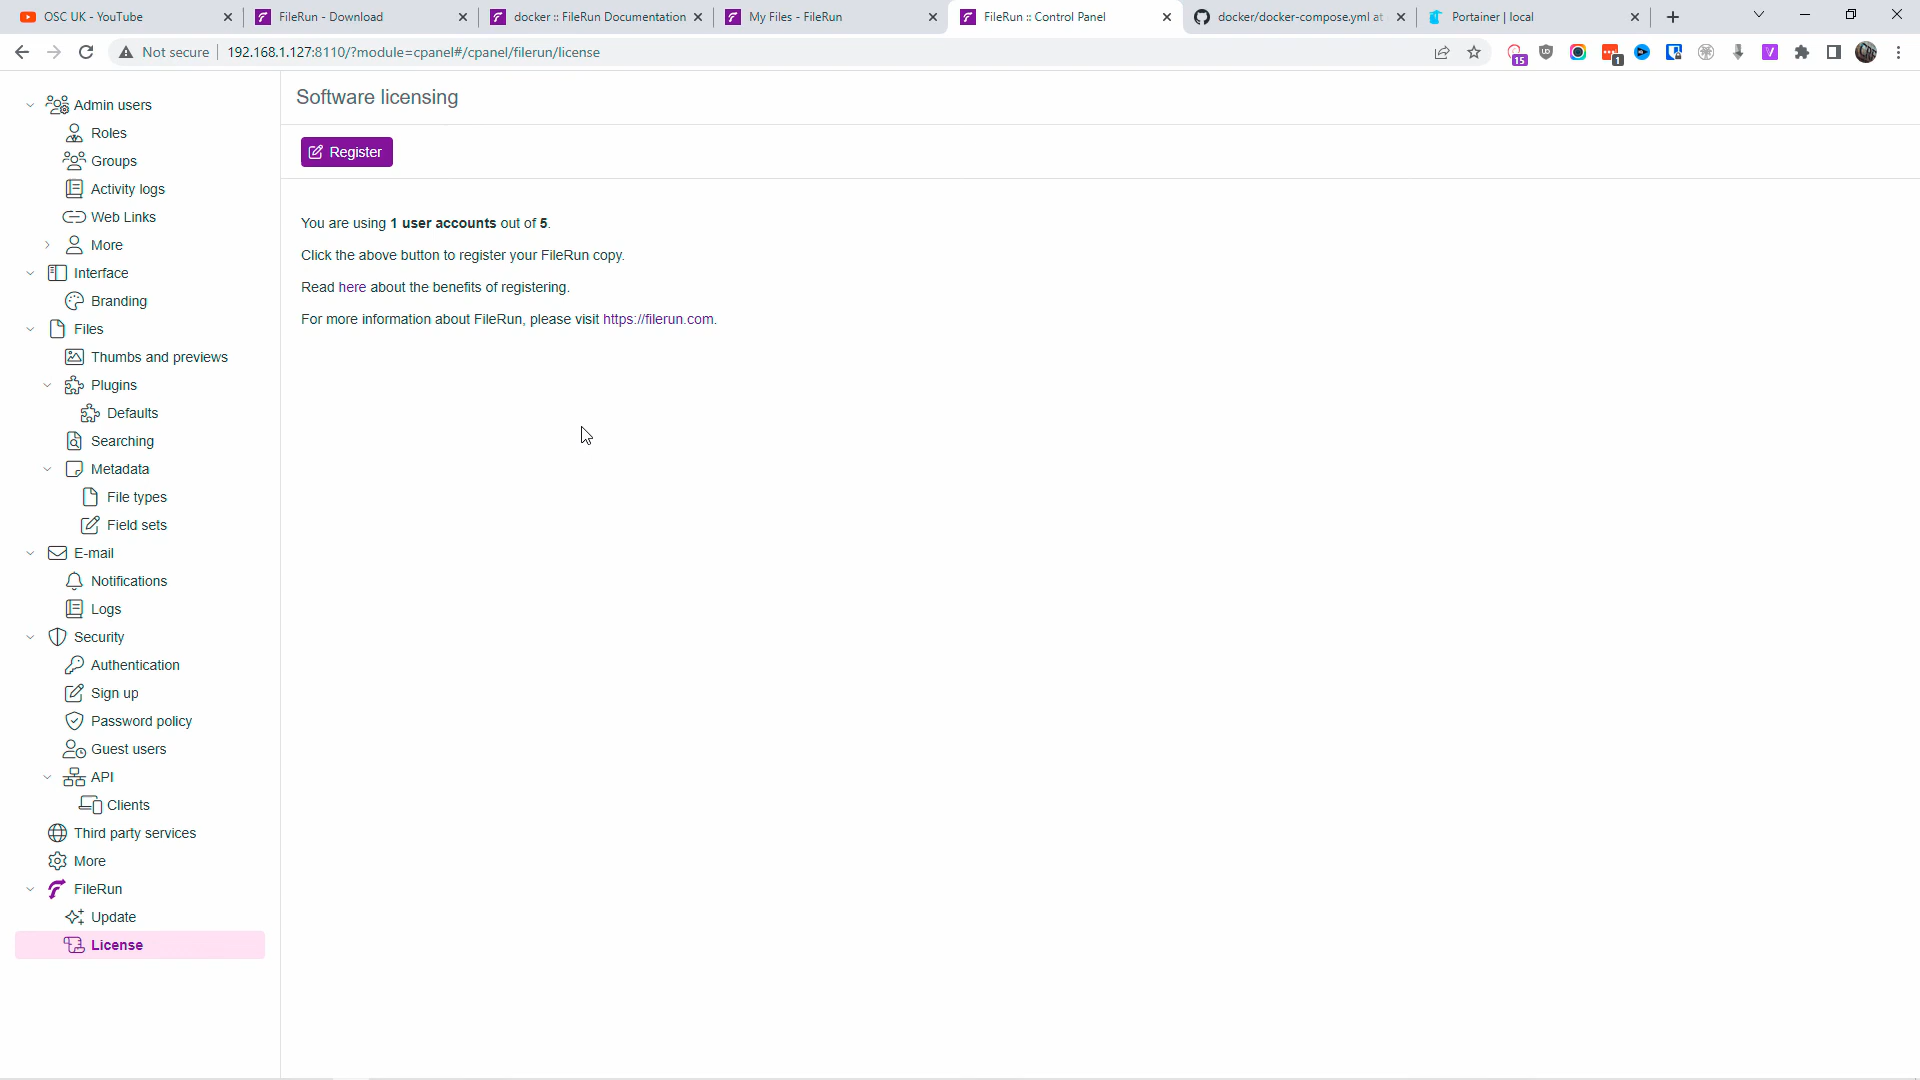 OSC UK - YouTube
FileRun - Download
docker :: FileRun Documentation
My Files - FileRun
FileRun :: Control Panel
docker/docker-compose.yml at
Portainer | local
Not secure
192.168.1.127:8110/?module=cpanel#/cpanel/filerun/license
15
1
Admin users
Roles
Groups
Activity logs
Web Links
More
Interface
Branding
Files
Thumbs and previews
Plugins
Defaults
Searching
Metadata
File types
Field sets
E-mail
Notifications
Logs
Security
Authentication
Sign up
Password policy
Guest users
API
Clients
Third party services
More
FileRun
Update
License
Software licensing
Register
You are using 1 user accounts out of 5.
Click the above button to register your FileRun copy.
Read here about the benefits of registering.
For more information about FileRun, please visit https://filerun.com.